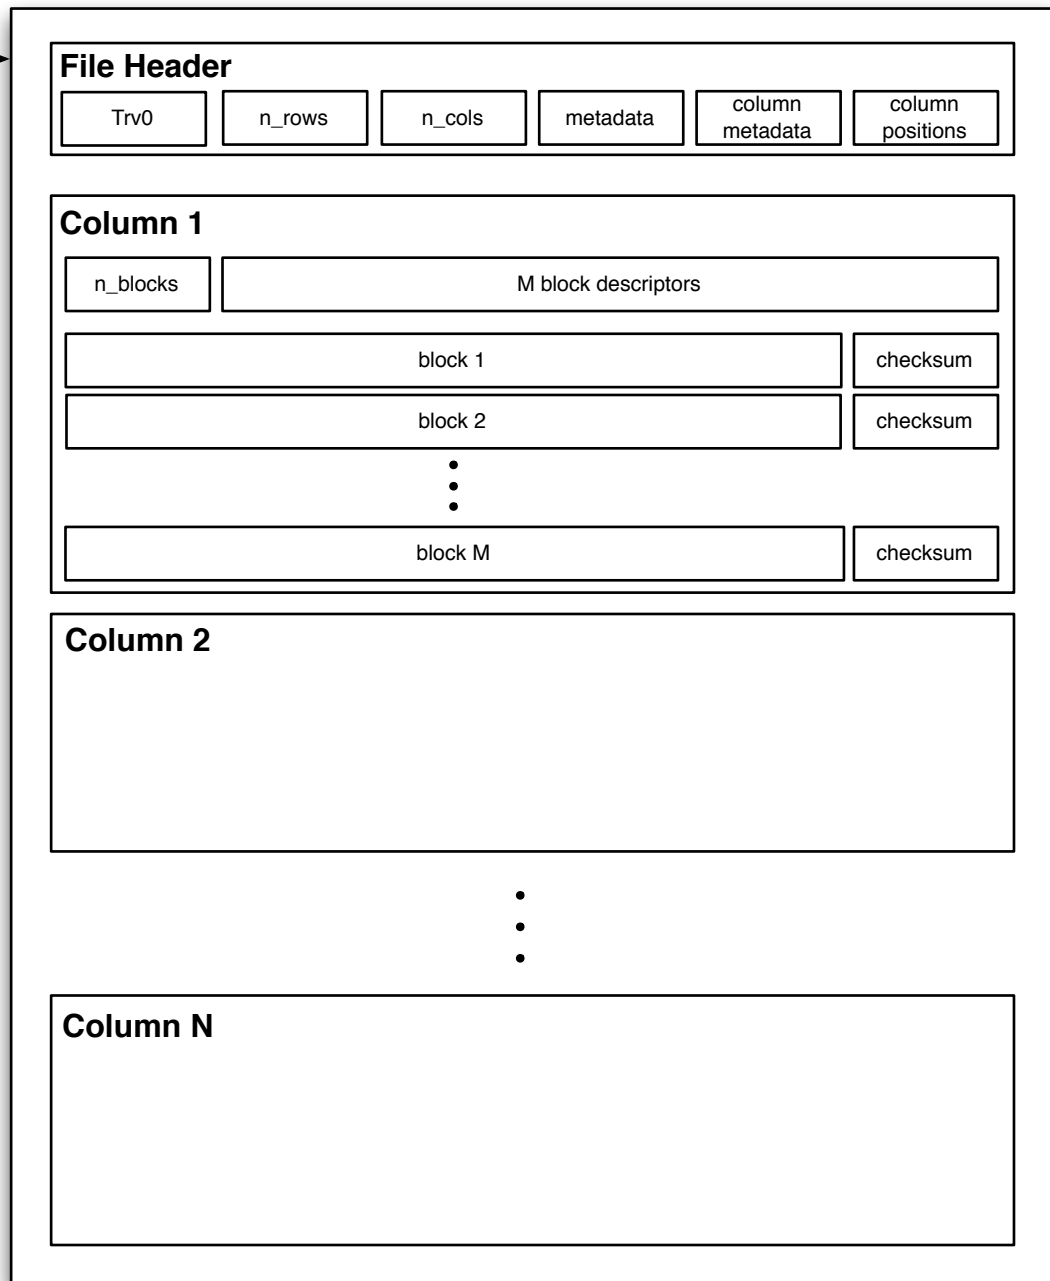 File Header
Trv0 n_rows n_cols metadata column metadata column positions
Column 1
n_blocks M block descriptors
block 1 checksum
block 2 checksum
block M checksum
Column 2
Column N